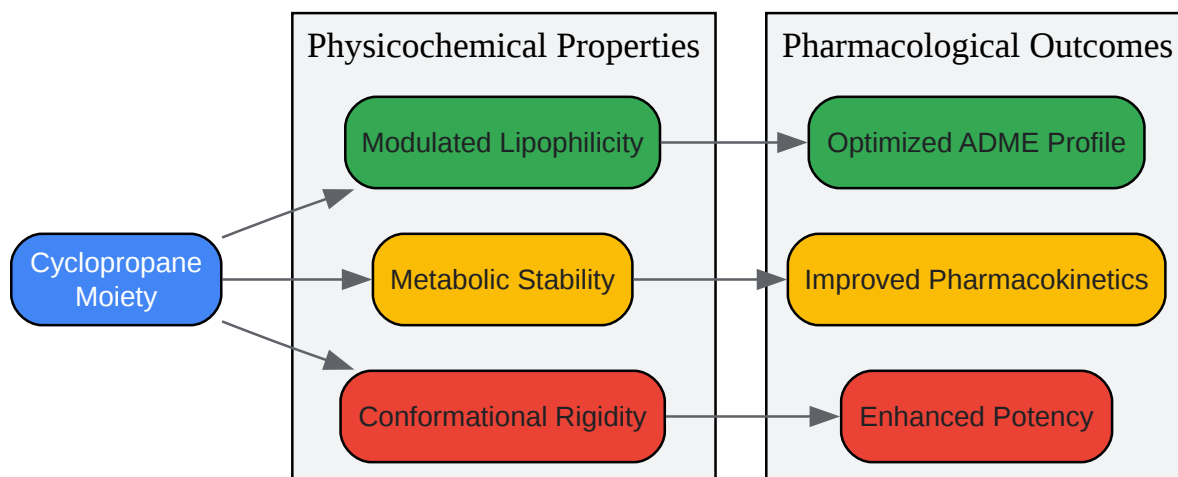 Physicochemical Properties
Pharmacological Outcomes
Modulated Lipophilicity
Optimized ADME Profile
Cyclopropane
Moiety
Metabolic Stability
Improved Pharmacokinetics
Conformational Rigidity
Enhanced Potency